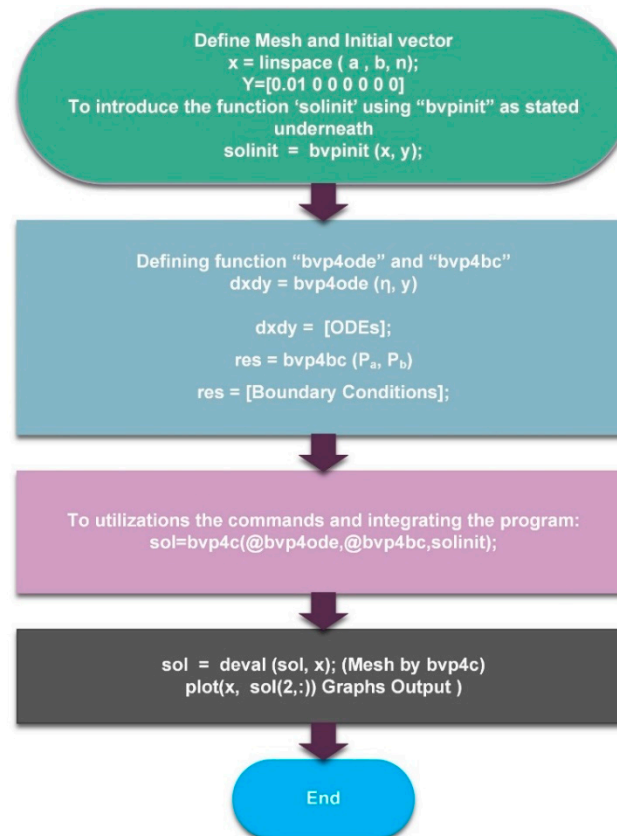 Define Mesh and Initial vector
x = linspace ( a , b, n);
Y=[0.01 0 0 0 0 0 0]
To introduce the function ‘solinit’ using “bvpinit” as stated
underneath
solinit = bvpinit (x, y);
Defining function “bvp4ode” and “bvp4bc”
dxdy = bvp4ode (η, y)
dxdy = [ODEs];
res = bvp4bc (Pₐ, P_b)
res = [Boundary Conditions];
To utilizations the commands and integrating the program:
sol=bvp4c(@bvp4ode,@bvp4bc,solinit);
sol = deval (sol, x); (Mesh by bvp4c)
plot(x, sol(2,:)) Graphs Output )
End